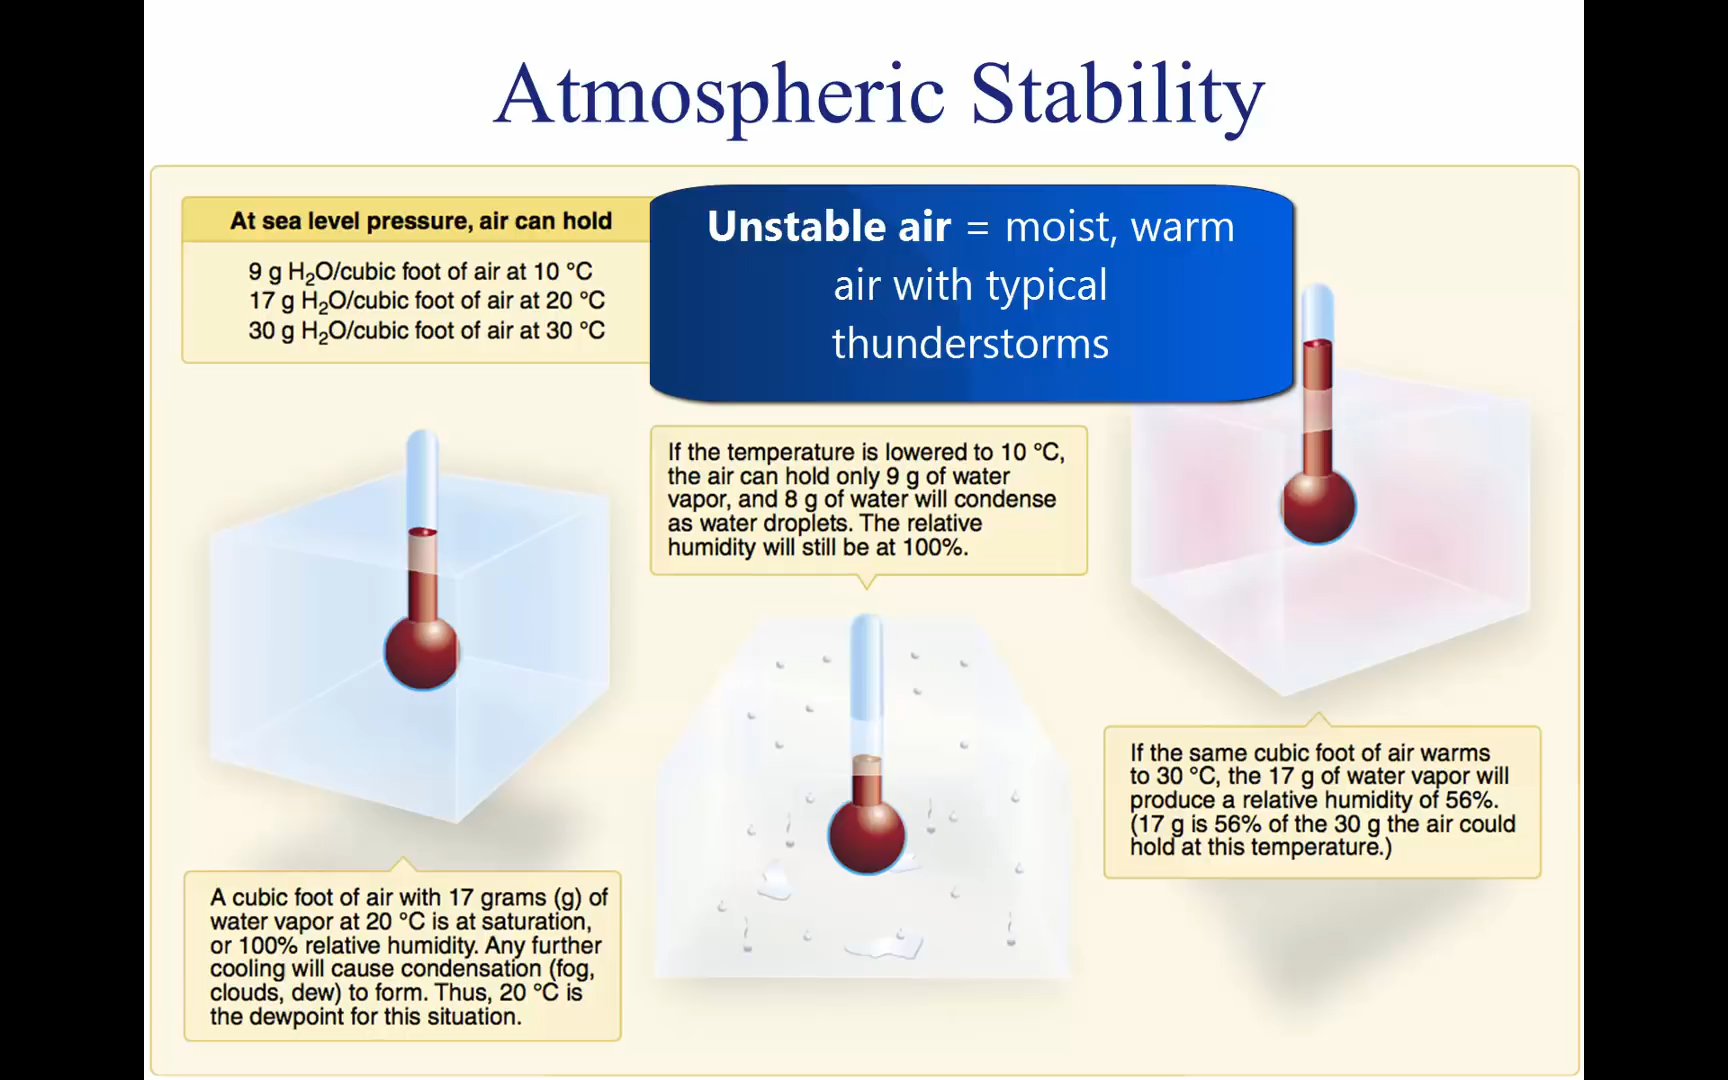 Atmospheric Stability
At sea level pressure, air can hold
9 g H₂O/cubic foot of air at 10 °C
17 g H₂O/cubic foot of air at 20 °C
30 g H₂O/cubic foot of air at 30 °C
Unstable air = moist, warm
air with typical
thunderstorms
If the temperature is lowered to 10 °C,
the air can hold only 9 g of water
vapor, and 8 g of water will condense
as water droplets. The relative
humidity will still be at 100%.
If the same cubic foot of air warms
to 30 °C, the 17 g of water vapor will
produce a relative humidity of 56%.
(17 g is 56% of the 30 g the air could
hold at this temperature.)
A cubic foot of air with 17 grams (g) of
water vapor at 20 °C is at saturation,
or 100% relative humidity. Any further
cooling will cause condensation (fog,
clouds, dew) to form. Thus, 20 °C is
the dewpoint for this situation.